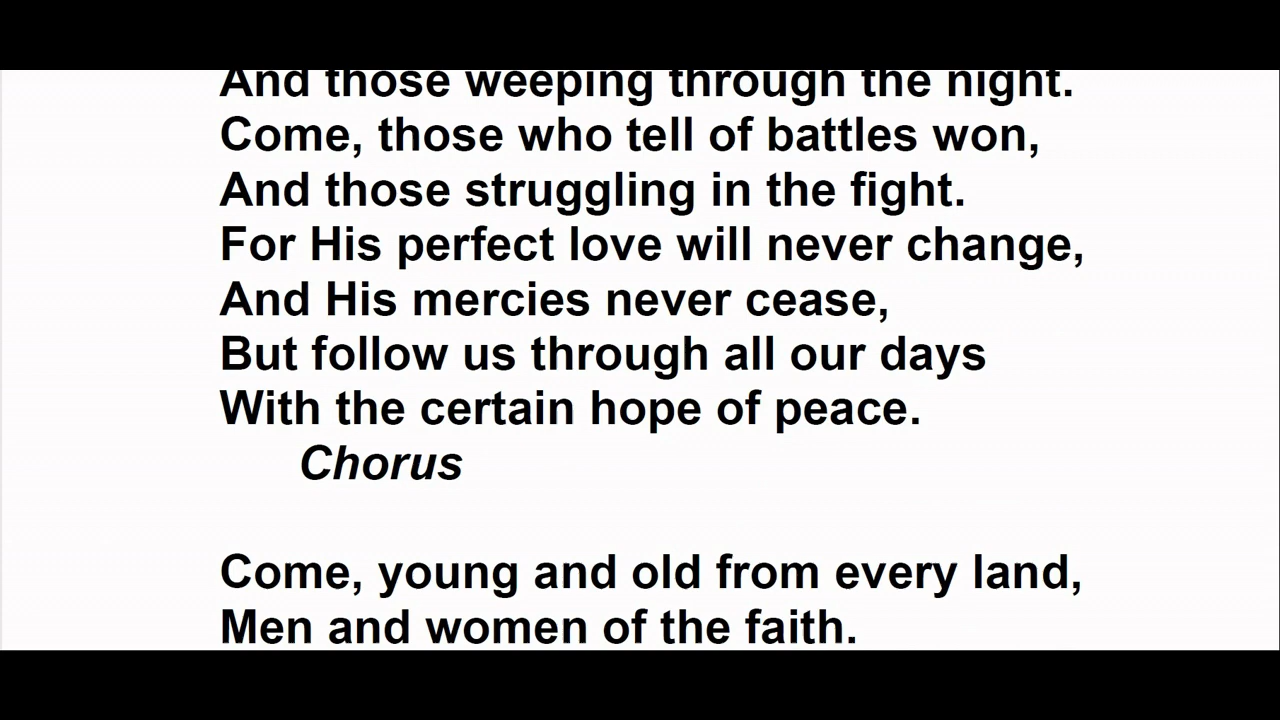 And those weeping through the night.
Come, those who tell of battles won,
And those struggling in the fight.
For His perfect love will never change,
And His mercies never cease,
But follow us through all our days
With the certain hope of peace.
Chorus
Come, young and old from every land,
Men and women of the faith.